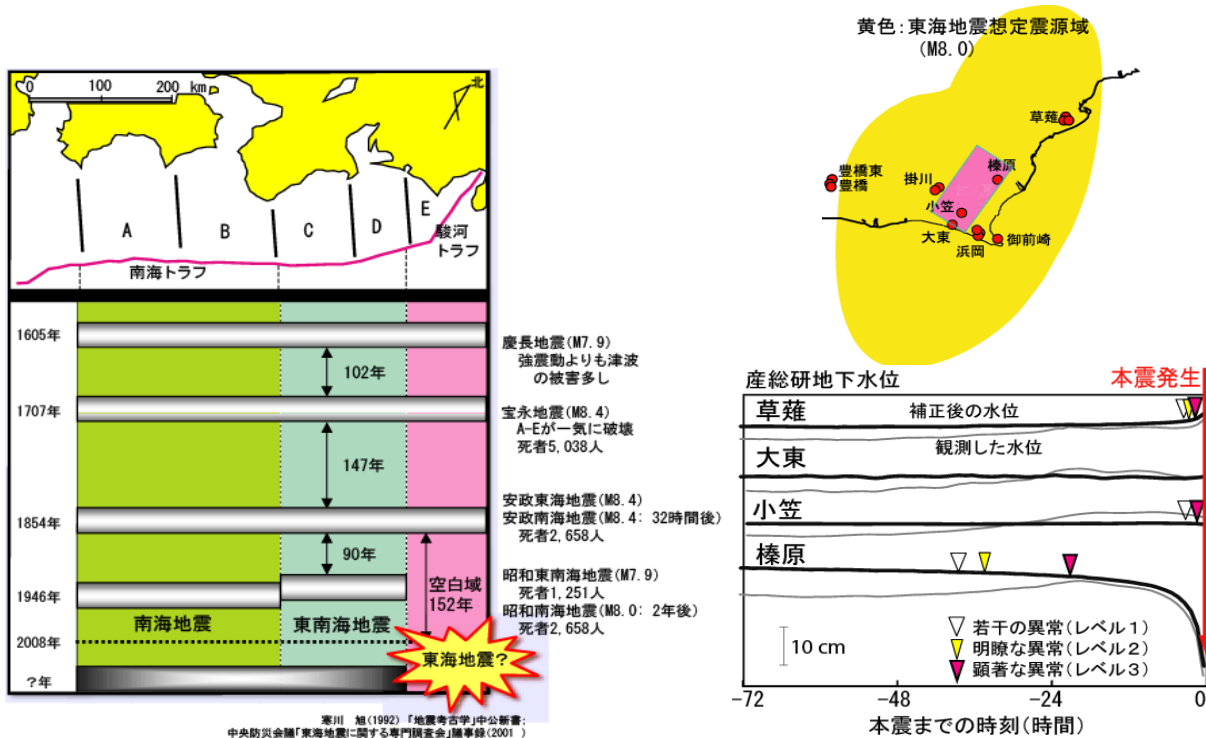 0 100 200 km
北
A B C D E
駿河
トラフ
南海トラフ
1605年
慶長地震(M7.9)
強震動よりも津波
の被害多し
102年
1707年
宝永地震(M8.4)
A-Eが一気に破壊
死者5,038人
147年
1854年
安政東海地震(M8.4)
安政南海地震(M8.4: 32時間後)
死者2,658人
90年
空白域
152年
1946年
昭和東南海地震(M7.9)
死者1,251人
昭和南海地震(M8.0: 2年後)
死者2,658人
南海地震 東南海地震
2008年
東海地震?
?年
寒川 旭(1992) 「地震考古学」中公新書;
中央防災会議「東海地震に関する専門調査会」議事録(2001 )
黄色:東海地震想定震源域
(M8.0)
草薙
豊橋東
豊橋
掛川
榛原
小笠
大東
浜岡
御前崎
産総研地下水位
本震発生
草薙
補正後の水位
観測した水位
大東
小笠
榛原
若干の異常(レベル1)
明瞭な異常(レベル2)
顕著な異常(レベル3)
10 cm
-72 -48 -24 0
本震までの時刻(時間)